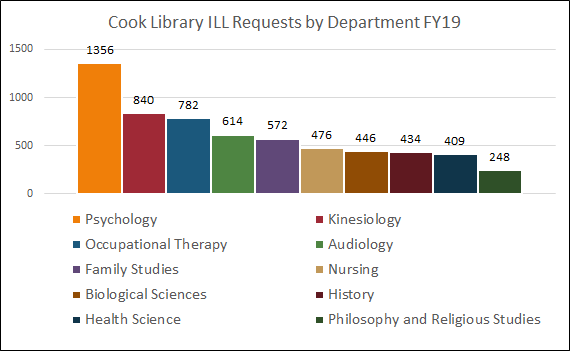 Cook Library ILL Requests by Department FY19
1500
1000
500
0
1356
840
782
614
572
476
446
434
409
248
Psychology
Kinesiology
Occupational Therapy
Audiology
Family Studies
Nursing
Biological Sciences
History
Health Science
Philosophy and Religious Studies